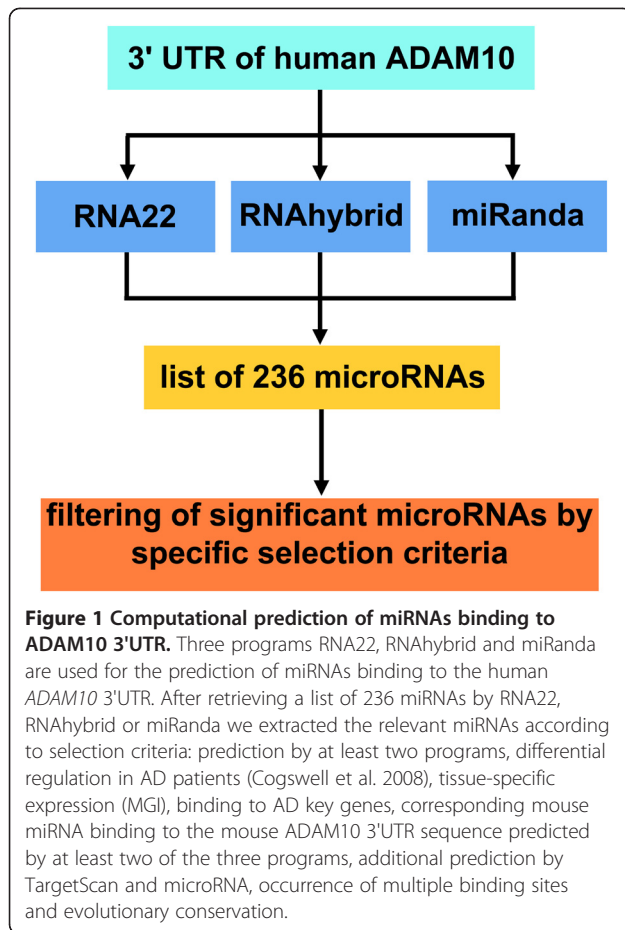 3' UTR of human ADAM10
RNA22
RNAhybrid
miRanda
list of 236 microRNAs
filtering of significant microRNAs by
specific selection criteria
Figure 1 Computational prediction of miRNAs binding to
ADAM10 3'UTR. Three programs RNA22, RNAhybrid and miRanda
are used for the prediction of miRNAs binding to the human
ADAM10 3'UTR. After retrieving a list of 236 miRNAs by RNA22,
RNAhybrid or miRanda we extracted the relevant miRNAs according
to selection criteria: prediction by at least two programs, differential
regulation in AD patients (Cogswell et al. 2008), tissue-specific
expression (MGI), binding to AD key genes, corresponding mouse
miRNA binding to the mouse ADAM10 3'UTR sequence predicted
by at least two of the three programs, additional prediction by
TargetScan and microRNA, occurrence of multiple binding sites
and evolutionary conservation.